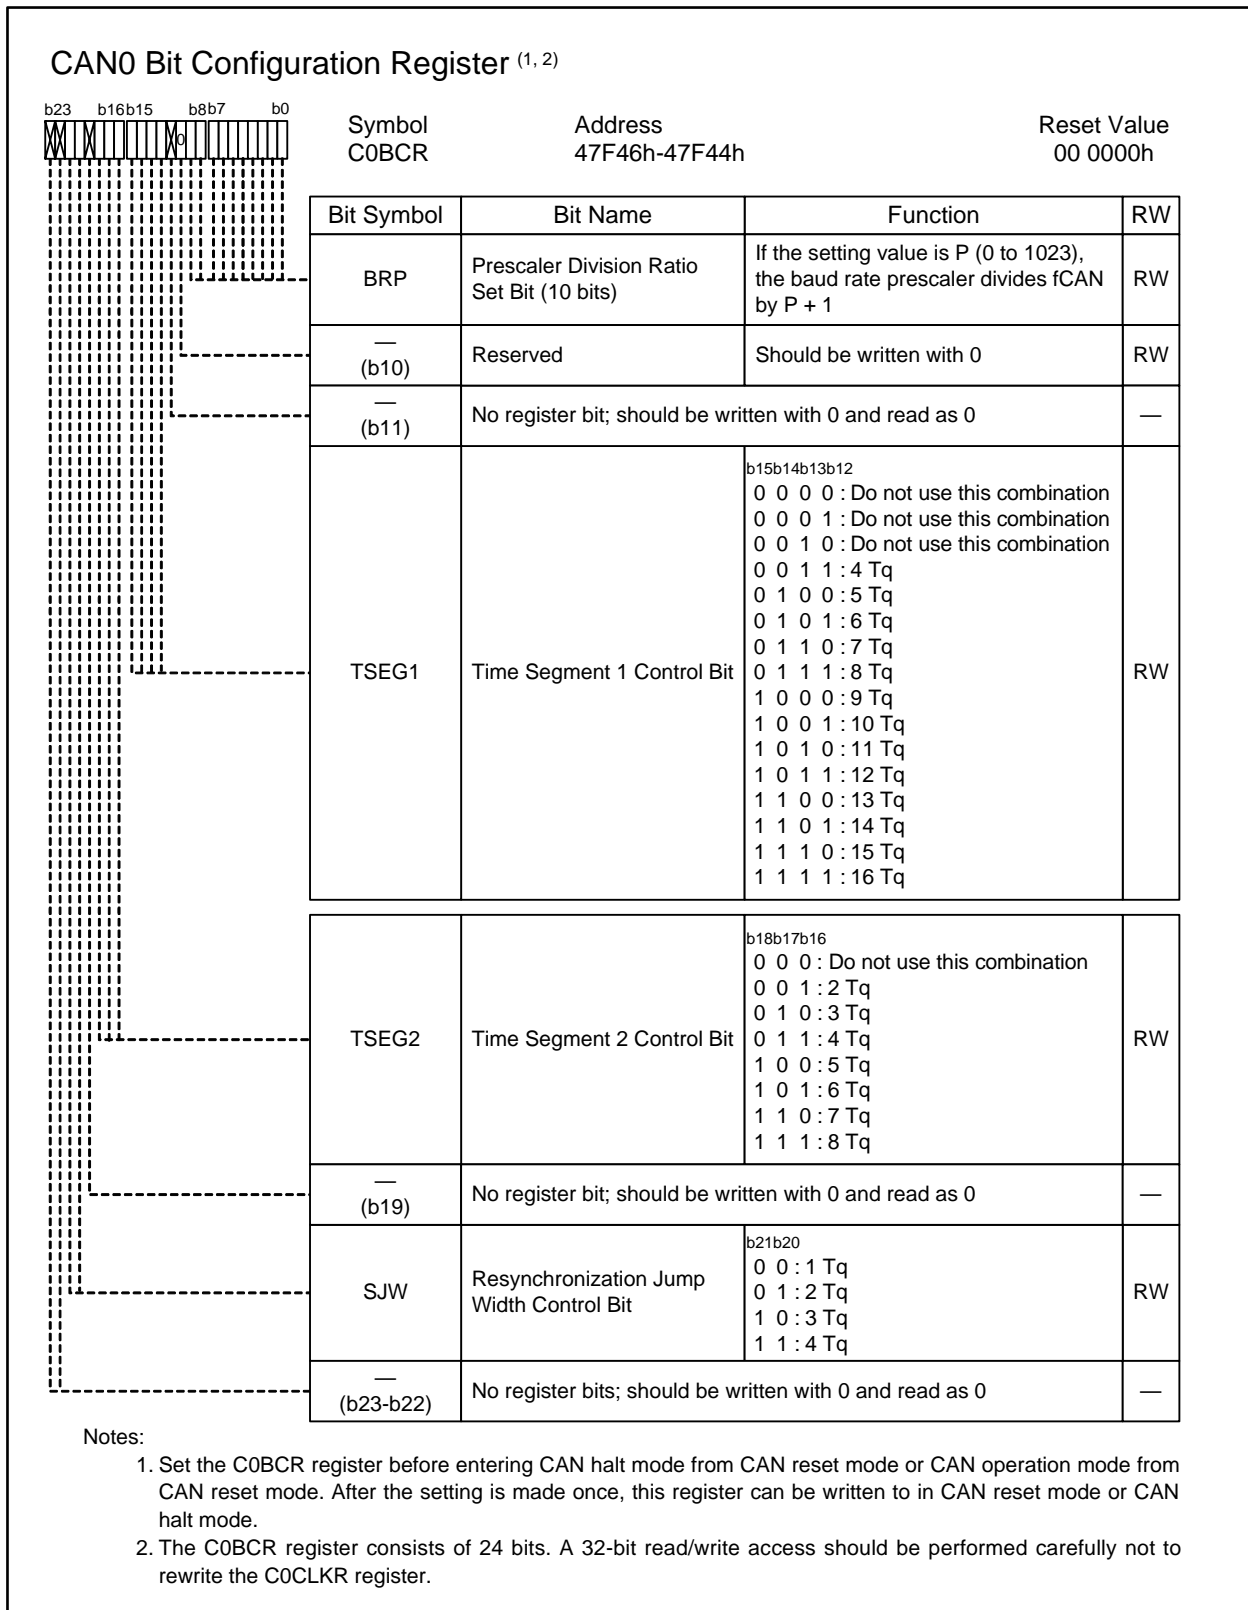 CAN0 Bit Configuration Register (1, 2)
b23 b16b15 b8b7 b0
0
Symbol Address Reset Value
C0BCR 47F46h-47F44h 00 0000h
Bit Symbol Bit Name Function RW
BRP Prescaler Division Ratio Set Bit (10 bits) If the setting value is P (0 to 1023), the baud rate prescaler divides fCAN by P + 1 RW
— (b10) Reserved Should be written with 0 RW
— (b11) No register bit; should be written with 0 and read as 0 —
TSEG1 Time Segment 1 Control Bit RW
b15b14b13b12
0 0 0 0 : Do not use this combination
0 0 0 1 : Do not use this combination
0 0 1 0 : Do not use this combination
0 0 1 1 : 4 Tq
0 1 0 0 : 5 Tq
0 1 0 1 : 6 Tq
0 1 1 0 : 7 Tq
0 1 1 1 : 8 Tq
1 0 0 0 : 9 Tq
1 0 0 1 : 10 Tq
1 0 1 0 : 11 Tq
1 0 1 1 : 12 Tq
1 1 0 0 : 13 Tq
1 1 0 1 : 14 Tq
1 1 1 0 : 15 Tq
1 1 1 1 : 16 Tq
TSEG2 Time Segment 2 Control Bit RW
b18b17b16
0 0 0 : Do not use this combination
0 0 1 : 2 Tq
0 1 0 : 3 Tq
0 1 1 : 4 Tq
1 0 0 : 5 Tq
1 0 1 : 6 Tq
1 1 0 : 7 Tq
1 1 1 : 8 Tq
— (b19) No register bit; should be written with 0 and read as 0 —
SJW Resynchronization Jump Width Control Bit RW
b21b20
0 0 : 1 Tq
0 1 : 2 Tq
1 0 : 3 Tq
1 1 : 4 Tq
— (b23-b22) No register bits; should be written with 0 and read as 0 —
Notes:
1. Set the C0BCR register before entering CAN halt mode from CAN reset mode or CAN operation mode from
CAN reset mode. After the setting is made once, this register can be written to in CAN reset mode or CAN
halt mode.
2. The C0BCR register consists of 24 bits. A 32-bit read/write access should be performed carefully not to
rewrite the C0CLKR register.